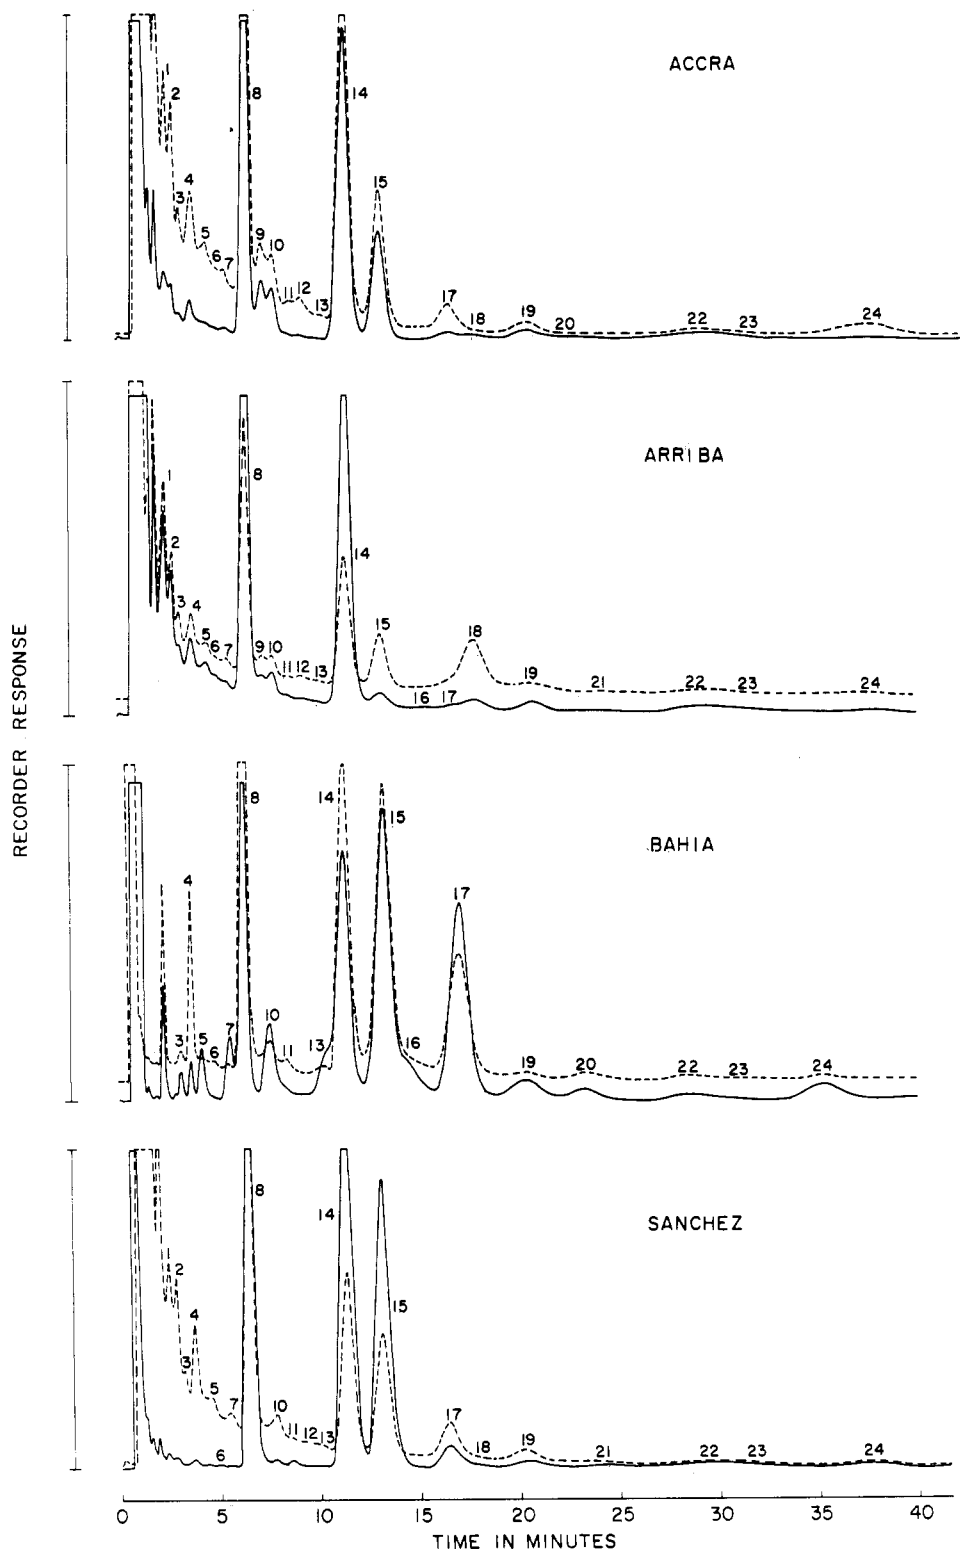 RECORDER RESPONSE
ACCRA
2 3 4 5 6 7 8 9 10 11 12 13 14 15 17 18 19 20 22 23 24
ARRIBA
1 2 3 4 5 6 7 8 9 10 11 12 13 14 15 16 17 18 19 21 22 23 24
BAHIA
3 4 5 6 7 8 10 11 13 14 15 16 17 19 20 22 23 24
SANCHEZ
2 3 4 5 6 7 8 10 11 12 13 14 15 17 18 19 21 22 23 24
0 5 10 15 20 25 30 35 40
TIME IN MINUTES